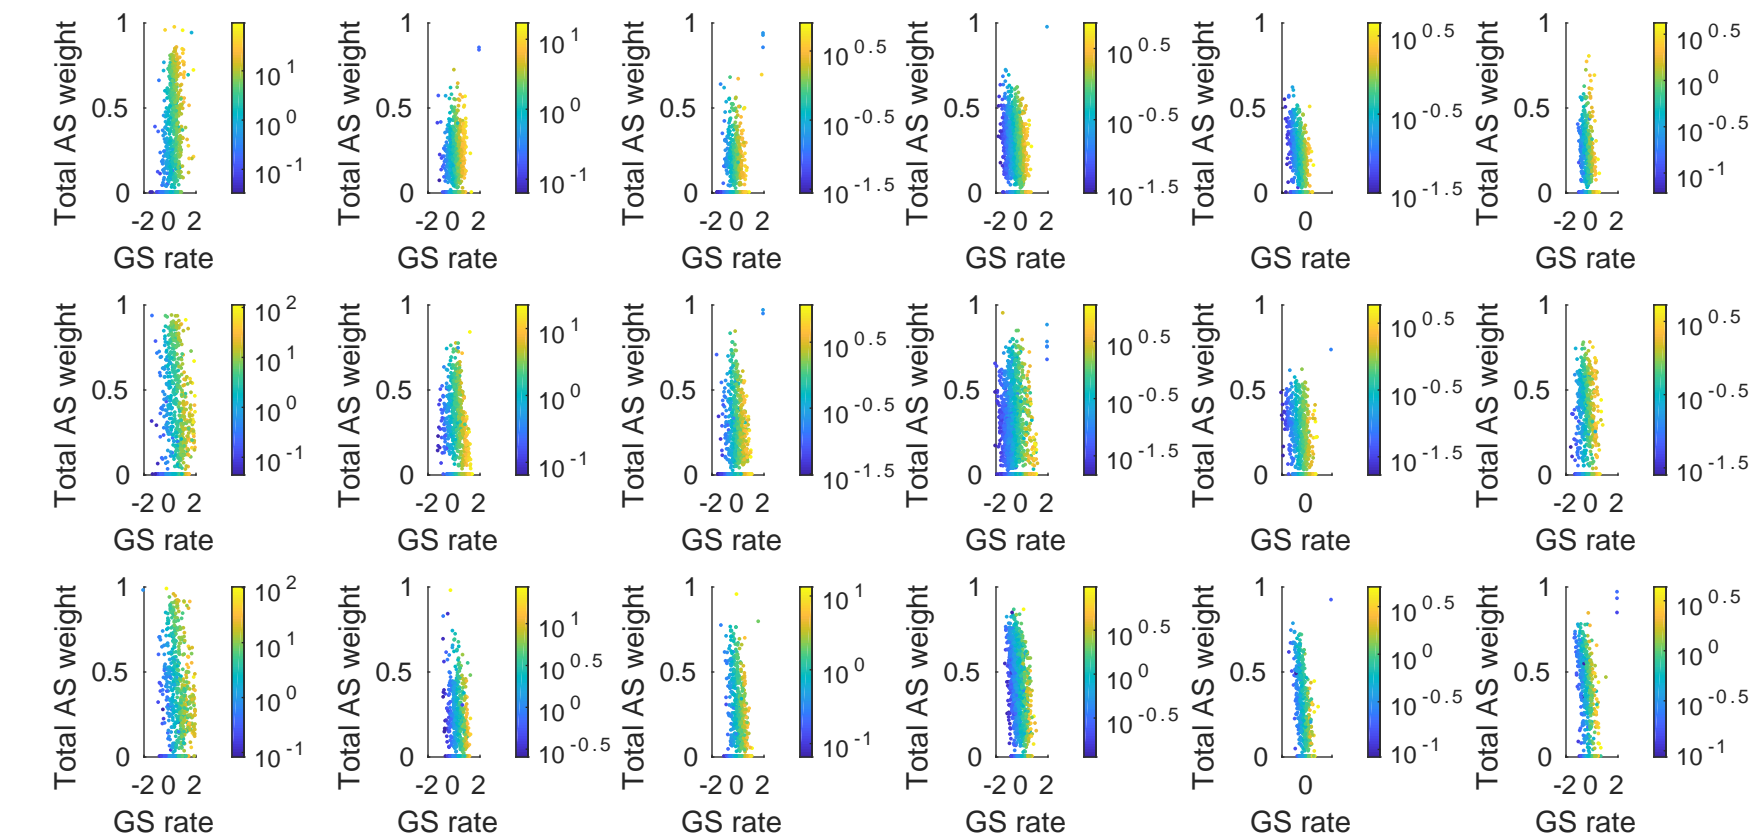 1 0.5 0 Total AS weight -2 0 2 GS rate 10^1 10^0 10^-1
1 0.5 0 Total AS weight -2 0 2 GS rate 10^1 10^0 10^-1
1 0.5 0 Total AS weight -2 0 2 GS rate 10^0.5 10^-0.5 10^-1.5
1 0.5 0 Total AS weight -2 0 2 GS rate 10^0.5 10^-0.5 10^-1.5
1 0.5 0 Total AS weight 0 GS rate 10^0.5 10^-0.5 10^-1.5
1 0.5 0 Total AS weight -2 0 2 GS rate 10^0.5 10^0 10^-0.5 10^-1
1 0.5 0 Total AS weight -2 0 2 GS rate 10^2 10^1 10^0 10^-1
1 0.5 0 Total AS weight -2 0 2 GS rate 10^1 10^0 10^-1
1 0.5 0 Total AS weight -2 0 2 GS rate 10^0.5 10^-0.5 10^-1.5
1 0.5 0 Total AS weight -2 0 2 GS rate 10^0.5 10^-0.5 10^-1.5
1 0.5 0 Total AS weight 0 GS rate 10^0.5 10^-0.5 10^-1.5
1 0.5 0 Total AS weight -2 0 2 GS rate 10^0.5 10^-0.5 10^-1.5
1 0.5 0 Total AS weight -2 0 2 GS rate 10^2 10^1 10^0 10^-1
1 0.5 0 Total AS weight -2 0 2 GS rate 10^1 10^0.5 10^0 10^-0.5
1 0.5 0 Total AS weight -2 0 2 GS rate 10^1 10^0 10^-1
1 0.5 0 Total AS weight -2 0 2 GS rate 10^0.5 10^0 10^-0.5
1 0.5 0 Total AS weight 0 GS rate 10^0.5 10^0 10^-0.5 10^-1
1 0.5 0 Total AS weight -2 0 2 GS rate 10^0.5 10^0 10^-0.5 10^-1